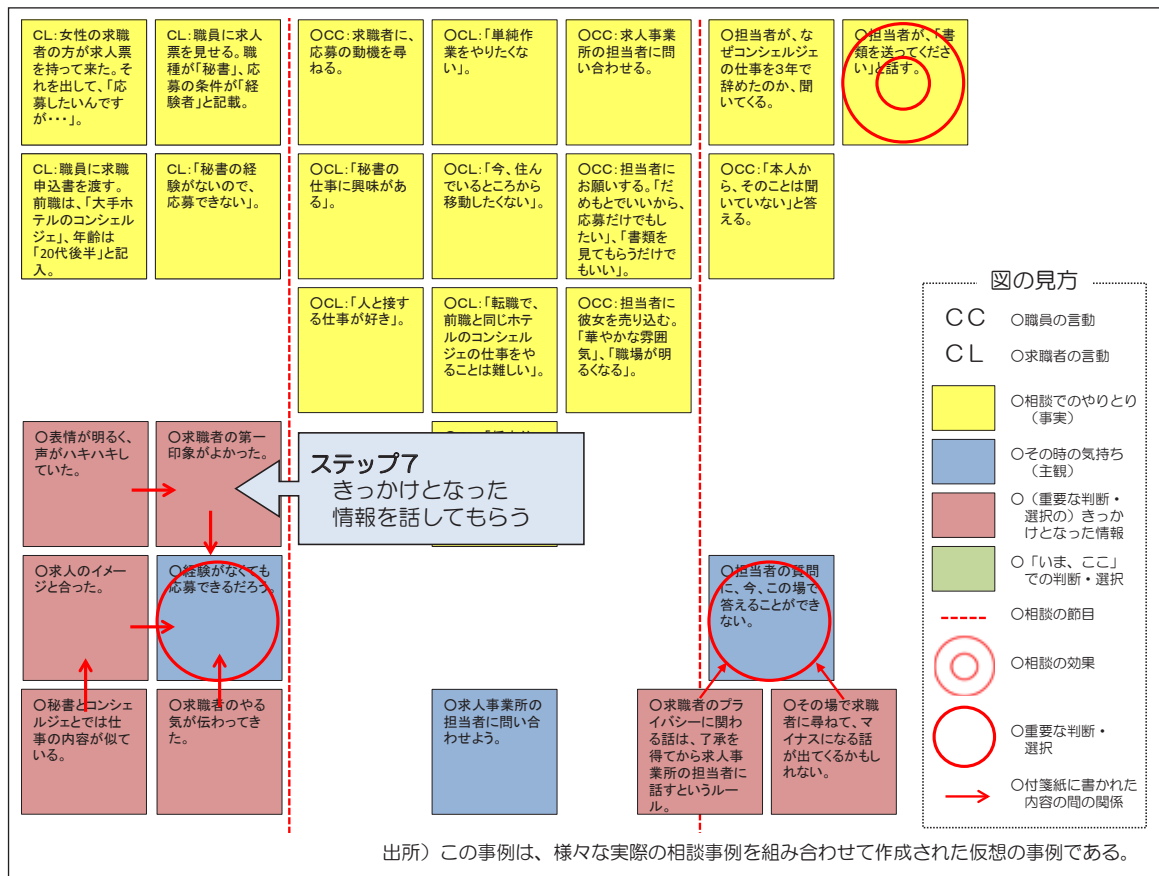 CL:女性の求職
者の方が求人票
を持って来た。そ
れを出して、「応
募したいんです
が・・・」。
CL:職員に求人
票を見せる。職
種が「秘書」、応
募の条件が「経
験者」と記載。
○CC:求職者に、
応募の動機を尋
ねる。
○CL:「単純作
業をやりたくな
い」。
○CC:求人事業
所の担当者に問
い合わせる。
○担当者が、な
ぜコンシェルジェ
の仕事を3年で
辞めたのか、聞
いてくる。
○担当者が、「書
類を送ってくださ
い」と話す。
CL:職員に求職
申込書を渡す。
前職は、「大手ホ
テルのコンシェル
ジェ」、年齢は
「20代後半」と記
入。
CL:「秘書の経
験がないので、
応募できない」。
○CL:「秘書の
仕事に興味があ
る」。
○CL:「今、住ん
でいるところから
移動したくない」。
○CC:担当者に
お願いする。「だ
めもとでいいから、
応募だけでもし
たい」、「書類を
見てもらうだけで
もいい」。
○CC:「本人か
ら、そのことは聞
いていない」と答
える。
○CL:「人と接す
る仕事が好き」。
○CL:「転職で、
前職と同じホテ
ルのコンシェル
ジェの仕事をや
ることは難しい」。
○CC:担当者に
彼女を売り込む。
「華やかな雰囲
気」、「職場が明
るくなる」。
○表情が明るく、
声がハキハキし
ていた。
○求職者の第一
印象がよかった。
ステップ7
きっかけとなった
情報を話してもらう
○求人のイメー
ジと合った。
○経験がなくても
応募できるだろう。
○担当者の質問
に、今、この場で
答えることができ
ない。
○秘書とコンシェ
ルジェとでは仕
事の内容が似て
いる。
○求職者のやる
気が伝わってき
た。
○求人事業所の
担当者に問い合
わせよう。
○求職者のプラ
イバシーに関わ
る話は、了承を
得てから求人事
業所の担当者に
話すというルー
ル。
○その場で求職
者に尋ねて、マ
イナスになる話
が出てくるかもし
れない。
図の見方
CC ○職員の言動
CL ○求職者の言動
○相談でのやりとり
(事実)
○その時の気持ち
(主観)
○(重要な判断・
選択の)きっか
けとなった情報
○「いま、ここ」
での判断・選択
○相談の節目
○相談の効果
○重要な判断・
選択
○付箋紙に書かれた
内容の間の関係
出所)この事例は、様々な実際の相談事例を組み合わせて作成された仮想の事例である。